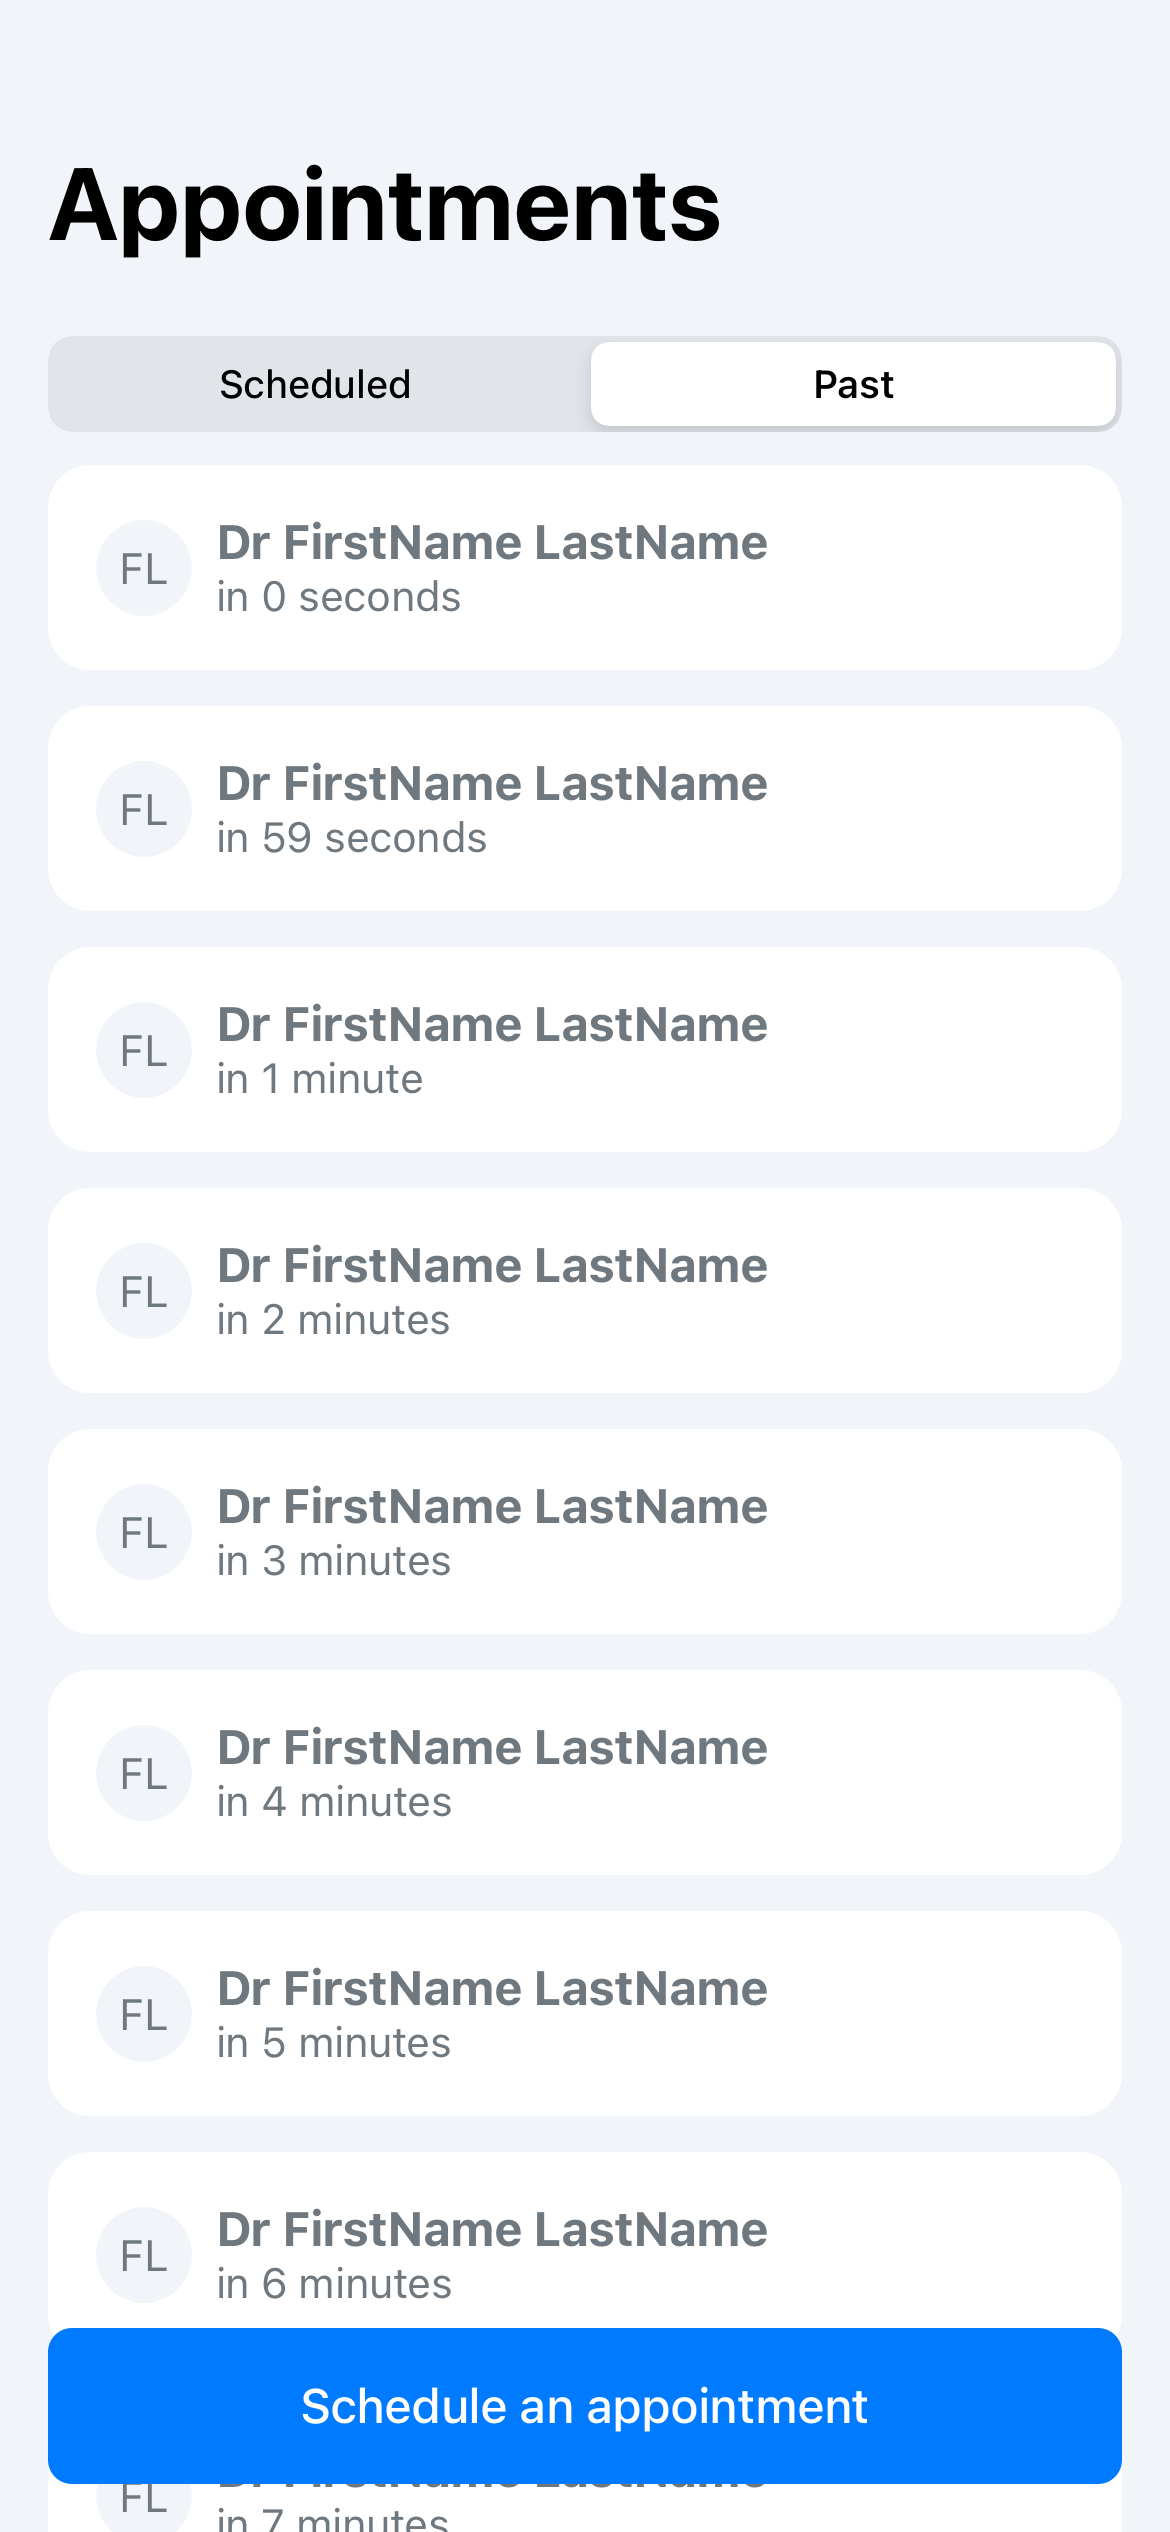 Appointments
Scheduled
Past
FL
Dr FirstName LastName
in 0 seconds
FL
Dr FirstName LastName
in 59 seconds
FL
Dr FirstName LastName
in 1 minute
FL
Dr FirstName LastName
in 2 minutes
FL
Dr FirstName LastName
in 3 minutes
FL
Dr FirstName LastName
in 4 minutes
FL
Dr FirstName LastName
in 5 minutes
FL
Dr FirstName LastName
in 6 minutes
Schedule an appointment
FL
in 7 minutes